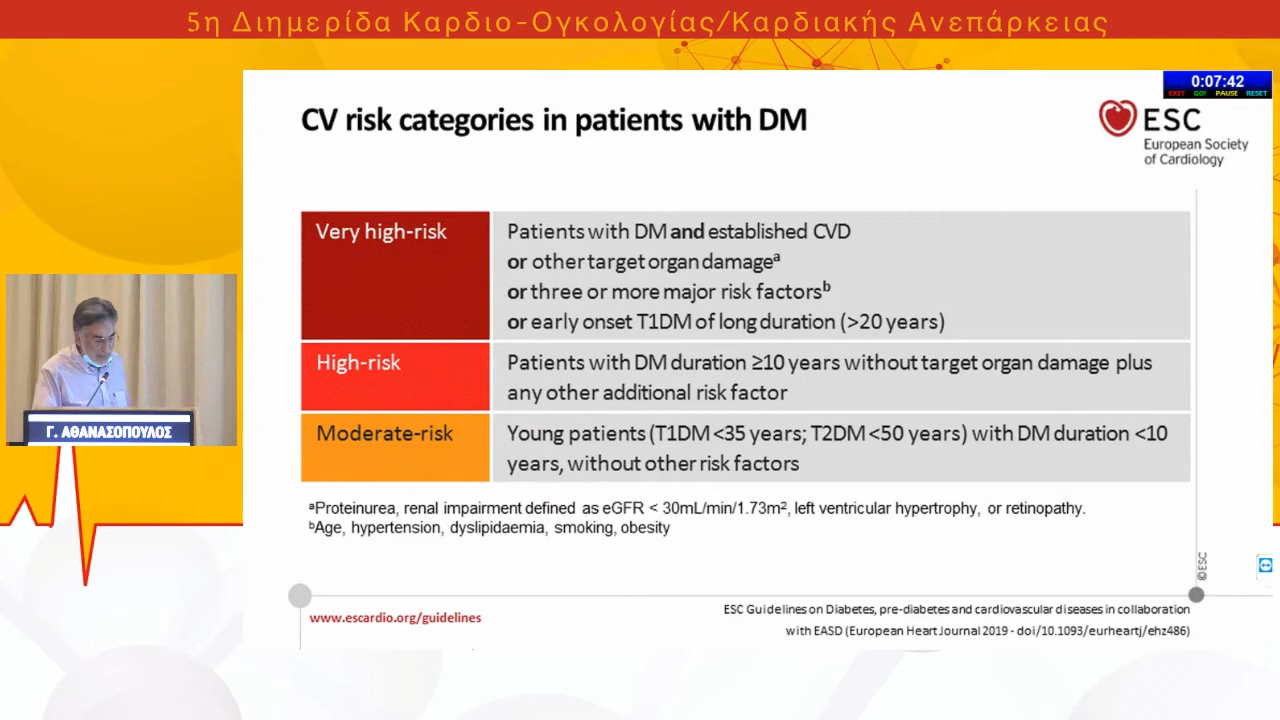 5η Διημερίδα Καρδιο-Ογκολογίας/Καρδιακής Ανεπάρκειας
0:07:42
EXIT GO! PAUSE RESET
CV risk categories in patients with DM
ESC
European Society
of Cardiology
Very high-risk
Patients with DM and established CVD
or other target organ damageᵃ
or three or more major risk factorsᵇ
or early onset T1DM of long duration (>20 years)
High-risk
Patients with DM duration ≥10 years without target organ damage plus
any other additional risk factor
Moderate-risk
Young patients (T1DM <35 years; T2DM <50 years) with DM duration <10
years, without other risk factors
ᵃProteinurea, renal impairment defined as eGFR < 30mL/min/1.73m², left ventricular hypertrophy, or retinopathy.
ᵇAge, hypertension, dyslipidaemia, smoking, obesity
©ESC
www.escardio.org/guidelines
ESC Guidelines on Diabetes, pre-diabetes and cardiovascular diseases in collaboration
with EASD (European Heart Journal 2019 - doi/10.1093/eurheartj/ehz486)
Γ. ΑΘΑΝΑΣΟΠΟΥΛΟΣ